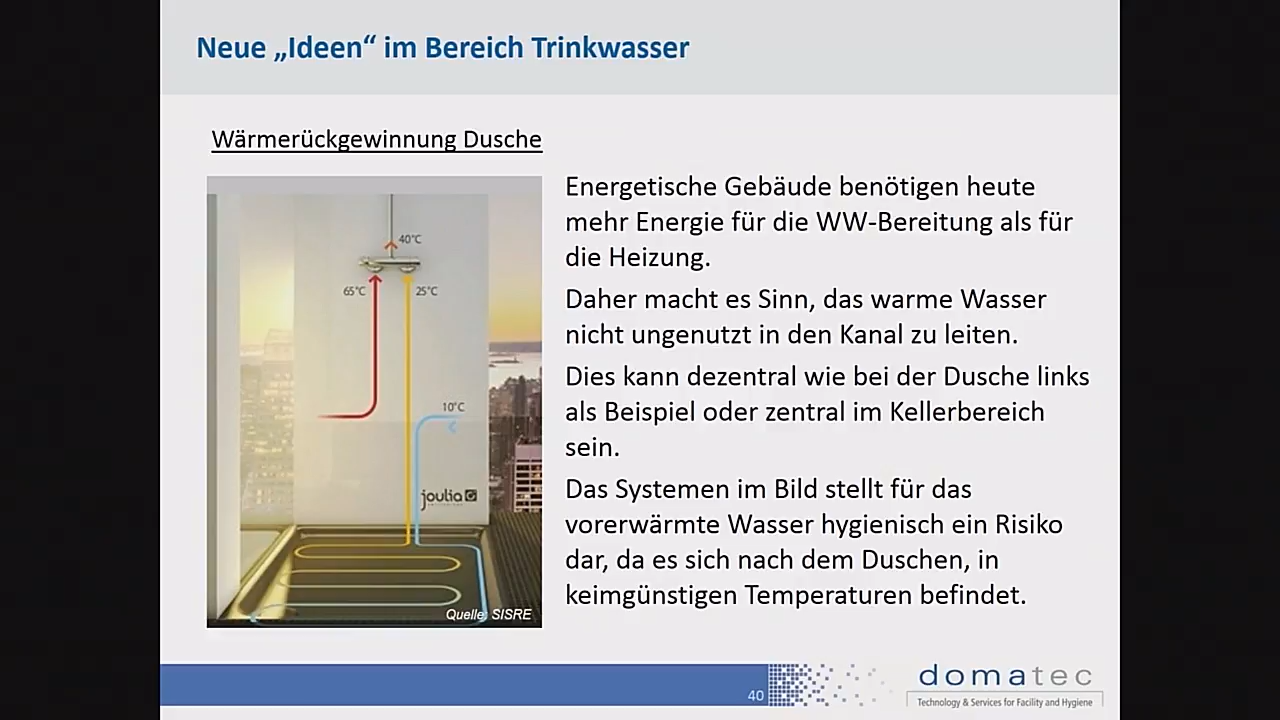 Neue „Ideen“ im Bereich Trinkwasser
Wärmerückgewinnung Dusche
40°C
65°C
25°C
10°C
joulia
Quelle: SISRE
Energetische Gebäude benötigen heute
mehr Energie für die WW-Bereitung als für
die Heizung.
Daher macht es Sinn, das warme Wasser
nicht ungenutzt in den Kanal zu leiten.
Dies kann dezentral wie bei der Dusche links
als Beispiel oder zentral im Kellerbereich
sein.
Das Systemen im Bild stellt für das
vorerwärmte Wasser hygienisch ein Risiko
dar, da es sich nach dem Duschen, in
keimgünstigen Temperaturen befindet.
40
domatec
Technology & Services for Facility and Hygiene